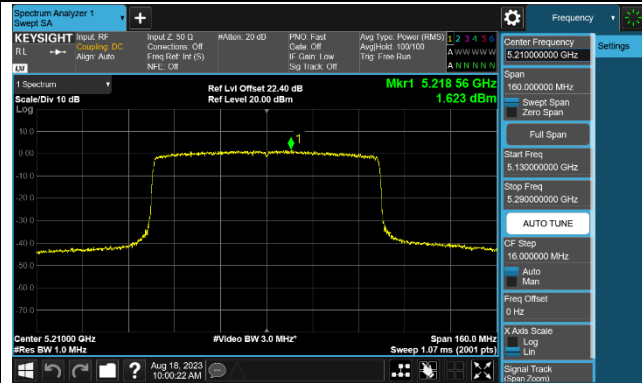 Spectrum Analyzer 1
Swept SA
Frequency
KEYSIGHT
RL
LXI
Input: RF
Coupling: DC
Align: Auto
Input Z: 50 Ω
Corrections: Off
Freq Ref: Int (S)
NFE: Off
#Atten: 20 dB
PNO: Fast
Gate: Off
IF Gain: Low
Sig Track: Off
Avg Type: Power (RMS)
Avg|Hold: 100/100
Trig: Free Run
1 2 3 4 5 6
A W W W W W
A N N N N N
1 Spectrum
Scale/Div 10 dB
Log
Ref Lvl Offset 22.40 dB
Ref Level 20.00 dBm
Mkr1 5.218 56 GHz
1.623 dBm
1
10.0
0.00
-10.0
-20.0
-30.0
-40.0
-50.0
-60.0
-70.0
Center 5.21000 GHz
#Res BW 1.0 MHz
#Video BW 3.0 MHz*
Span 160.0 MHz
Sweep 1.07 ms (2001 pts)
Center Frequency
5.210000000 GHz
Span
160.000000 MHz
Swept Span
Zero Span
Full Span
Start Freq
5.130000000 GHz
Stop Freq
5.290000000 GHz
AUTO TUNE
CF Step
16.000000 MHz
Auto
Man
Freq Offset
0 Hz
X Axis Scale
Log
Lin
Signal Track
(Span Zoom)
Settings
?
Aug 18, 2023
10:00:22 AM